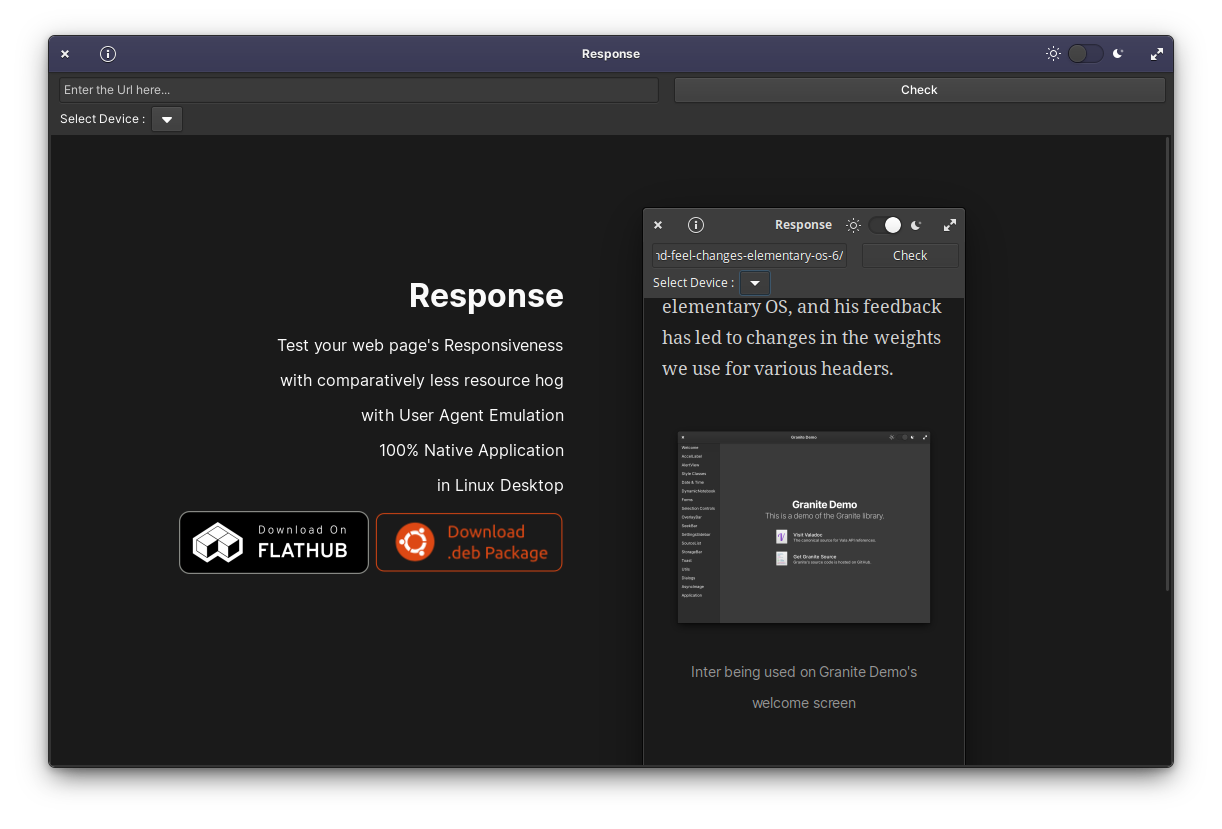 Response
Enter the Url here...
Check
Select Device :
Response
Test your web page's Responsiveness
with comparatively less resource hog
with User Agent Emulation
100% Native Application
in Linux Desktop
Download On
FLATHUB
Download
.deb Package
Response
nd-feel-changes-elementary-os-6/
Check
Select Device :
elementary OS, and his feedback
has led to changes in the weights
we use for various headers.
Granite Demo
Welcome
AccelLabel
AlertView
Style Classes
Date & Time
DynamicNotebook
Forms
Selection Controls
OverlayBar
SeekBar
SettingsSidebar
SourceList
StorageBar
Toast
Utils
Dialogs
AsyncImage
Application
Granite Demo
This is a demo of the Granite library.
Visit Valadoc
The canonical source for Vala API references.
Get Granite Source
Granite's source code is hosted on GitHub.
Inter being used on Granite Demo's
welcome screen